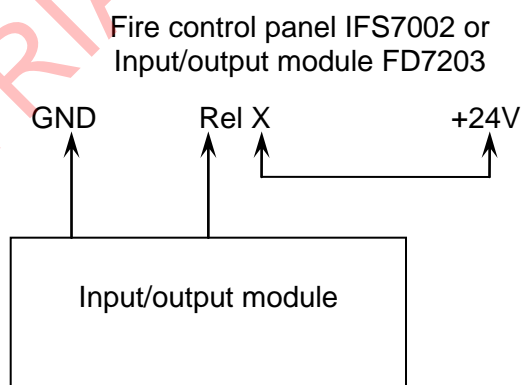 Fire control panel IFS7002 or
Input/output module FD7203
GND Rel X +24V
Input/output module